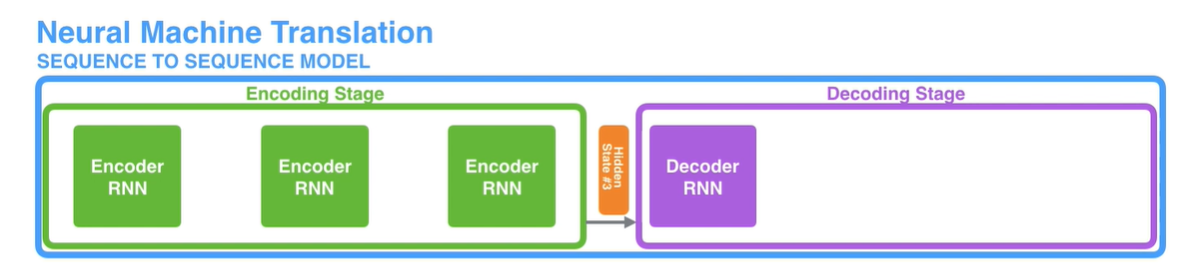 Neural Machine Translation
SEQUENCE TO SEQUENCE MODEL
Encoding Stage
Encoder
RNN
Encoder
RNN
Encoder
RNN
Hidden
State #3
Decoding Stage
Decoder
RNN